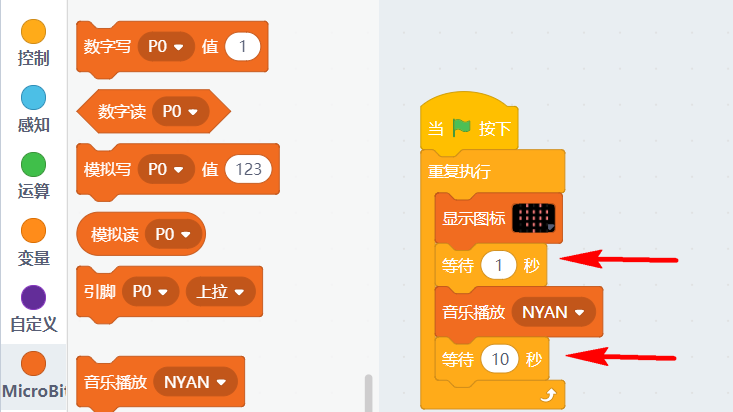 控制
感知
运算
变量
自定义
MicroBit
数字写 P0 值 1
数字读 P0
模拟写 P0 值 123
模拟读 P0
引脚 P0 上拉
音乐播放 NYAN
当 按下
重复执行
显示图标
等待 1 秒
音乐播放 NYAN
等待 10 秒